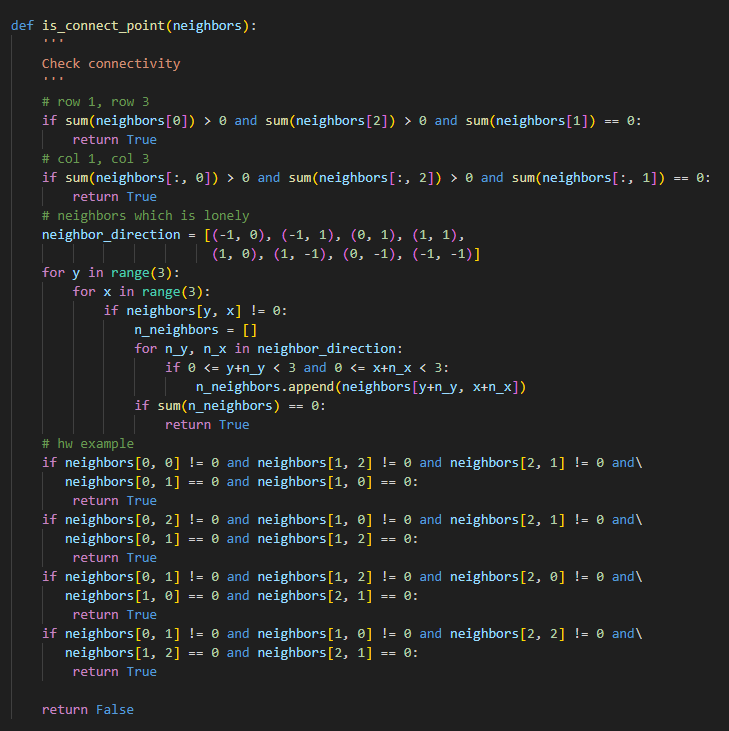 def is_connect_point(neighbors):
    '''
    Check connectivity
    '''
    # row 1, row 3
    if sum(neighbors[0]) > 0 and sum(neighbors[2]) > 0 and sum(neighbors[1]) == 0:
        return True
    # col 1, col 3
    if sum(neighbors[:, 0]) > 0 and sum(neighbors[:, 2]) > 0 and sum(neighbors[:, 1]) == 0:
        return True
    # neighbors which is lonely
    neighbor_direction = [(-1, 0), (-1, 1), (0, 1), (1, 1),
                          (1, 0), (1, -1), (0, -1), (-1, -1)]
    for y in range(3):
        for x in range(3):
            if neighbors[y, x] != 0:
                n_neighbors = []
                for n_y, n_x in neighbor_direction:
                    if 0 <= y+n_y < 3 and 0 <= x+n_x < 3:
                        n_neighbors.append(neighbors[y+n_y, x+n_x])
                if sum(n_neighbors) == 0:
                    return True
    # hw example
    if neighbors[0, 0] != 0 and neighbors[1, 2] != 0 and neighbors[2, 1] != 0 and\
       neighbors[0, 1] == 0 and neighbors[1, 0] == 0:
        return True
    if neighbors[0, 2] != 0 and neighbors[1, 0] != 0 and neighbors[2, 1] != 0 and\
       neighbors[0, 1] == 0 and neighbors[1, 2] == 0:
        return True
    if neighbors[0, 1] != 0 and neighbors[1, 2] != 0 and neighbors[2, 0] != 0 and\
       neighbors[1, 0] == 0 and neighbors[2, 1] == 0:
        return True
    if neighbors[0, 1] != 0 and neighbors[1, 0] != 0 and neighbors[2, 2] != 0 and\
       neighbors[1, 2] == 0 and neighbors[2, 1] == 0:
        return True

    return False